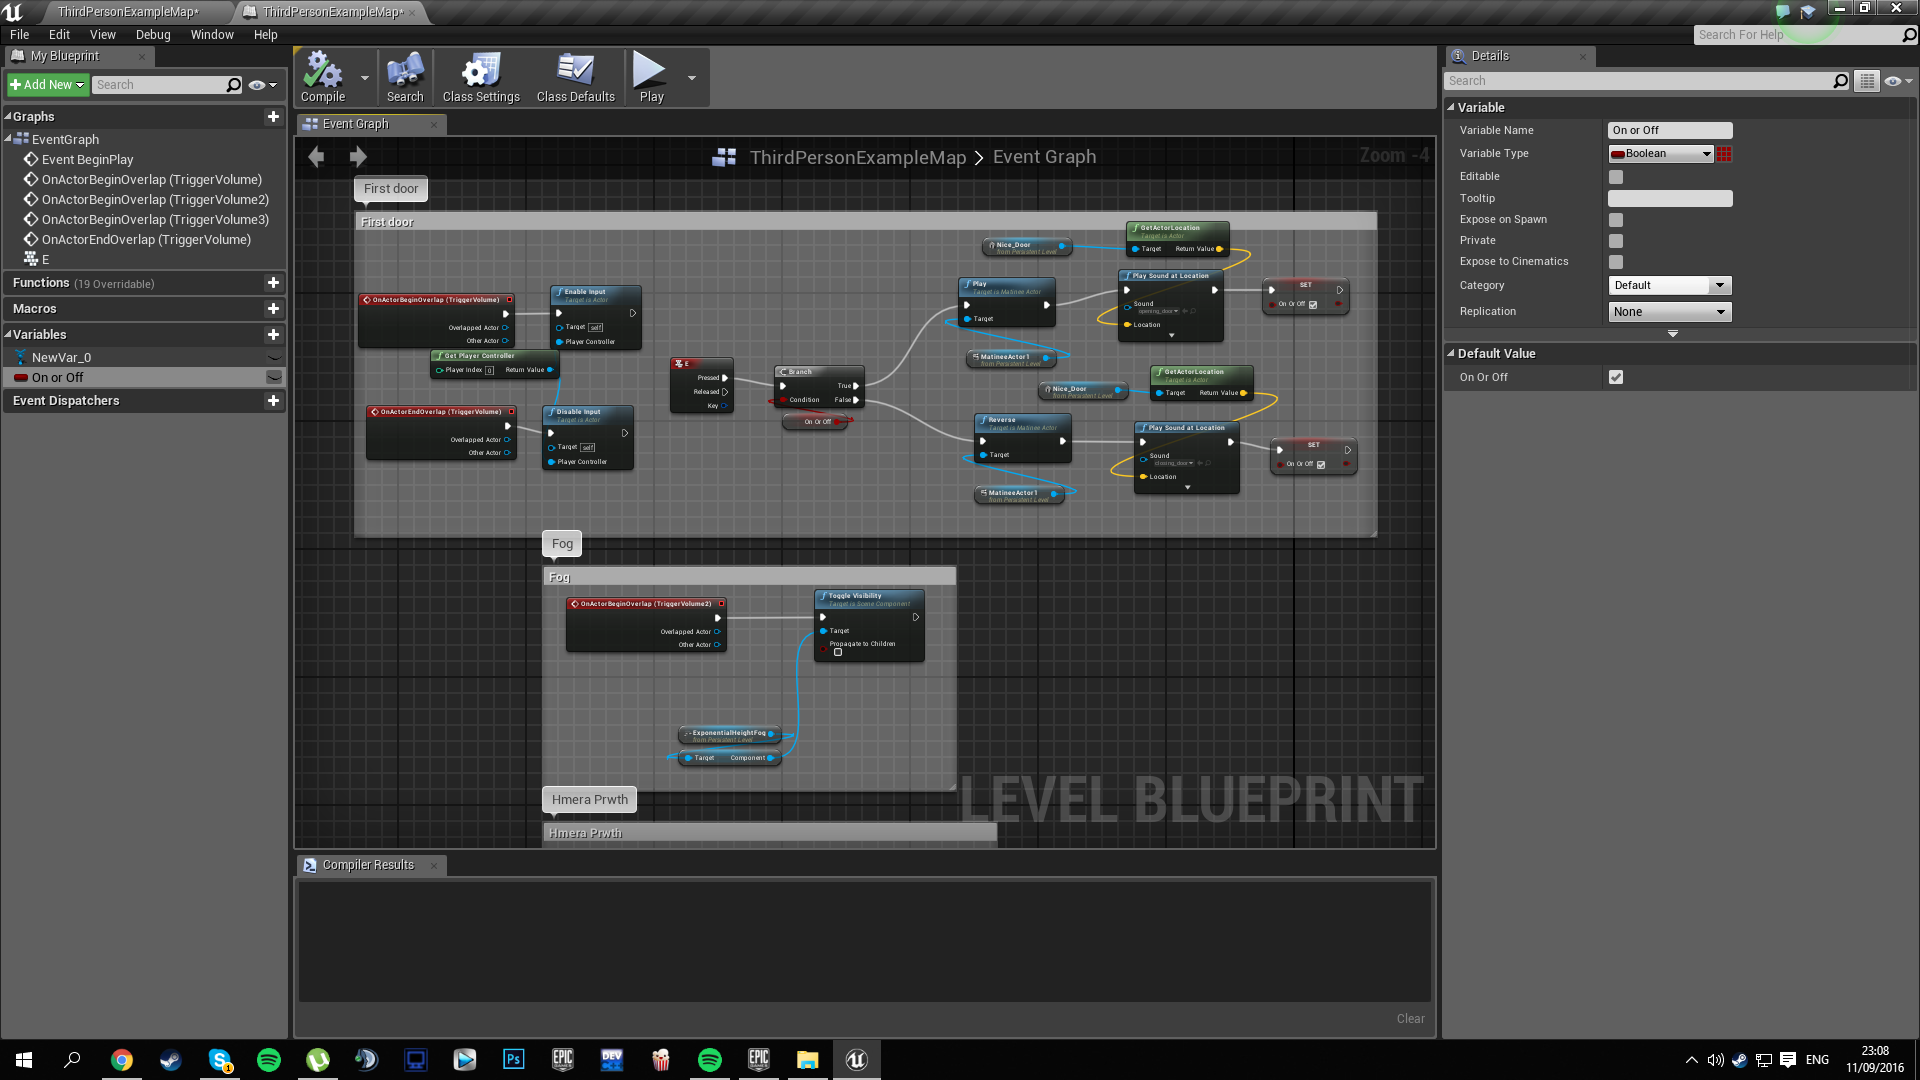 ThirdPersonExampleMap*
ThirdPersonExampleMap*
File Edit View Debug Window Help
Search For Help
My Blueprint
Add New
Search
Graphs
EventGraph
Event BeginPlay
OnActorBeginOverlap (TriggerVolume)
OnActorBeginOverlap (TriggerVolume2)
OnActorBeginOverlap (TriggerVolume3)
OnActorEndOverlap (TriggerVolume)
E
Functions (19 Overridable)
Macros
Variables
NewVar_0
On or Off
Event Dispatchers
Compile
Search
Class Settings
Class Defaults
Play
Event Graph
ThirdPersonExampleMap > Event Graph
Zoom -4
First door
First door
OnActorBeginOverlap (TriggerVolume)
Overlapped Actor
Other Actor
Enable Input
Target is Actor
Target self
Player Controller
Get Player Controller
Player Index 0 Return Value
OnActorEndOverlap (TriggerVolume)
Overlapped Actor
Other Actor
Disable Input
Target is Actor
Target self
Player Controller
E
Pressed
Released
Key
Branch
True
Condition False
On Or Off
Nice_Door
from Persistent Level
GetActorLocation
Target is Actor
Target Return Value
Play
Target is Matinee Actor
Target
MatineeActor1
from Persistent Level
Play Sound at Location
Sound
opening_door
Location
SET
On Or Off
Nice_Door
from Persistent Level
GetActorLocation
Target is Actor
Target Return Value
Reverse
Target is Matinee Actor
Target
MatineeActor1
from Persistent Level
Play Sound at Location
Sound
closing_door
Location
SET
On Or Off
Fog
Fog
OnActorBeginOverlap (TriggerVolume2)
Overlapped Actor
Other Actor
Toggle Visibility
Target is Scene Component
Target
Propagate to Children
ExponentialHeightFog
from Persistent Level
Target Component
Hmera Prwth
Hmera Prwth
LEVEL BLUEPRINT
Compiler Results
Clear
Details
Search
Variable
Variable Name On or Off
Variable Type Boolean
Editable
Tooltip
Expose on Spawn
Private
Expose to Cinematics
Category Default
Replication None
Default Value
On Or Off
1
Ps
EPIC GAMES
DEV
EPIC GAMES
ENG
23:08
11/09/2016